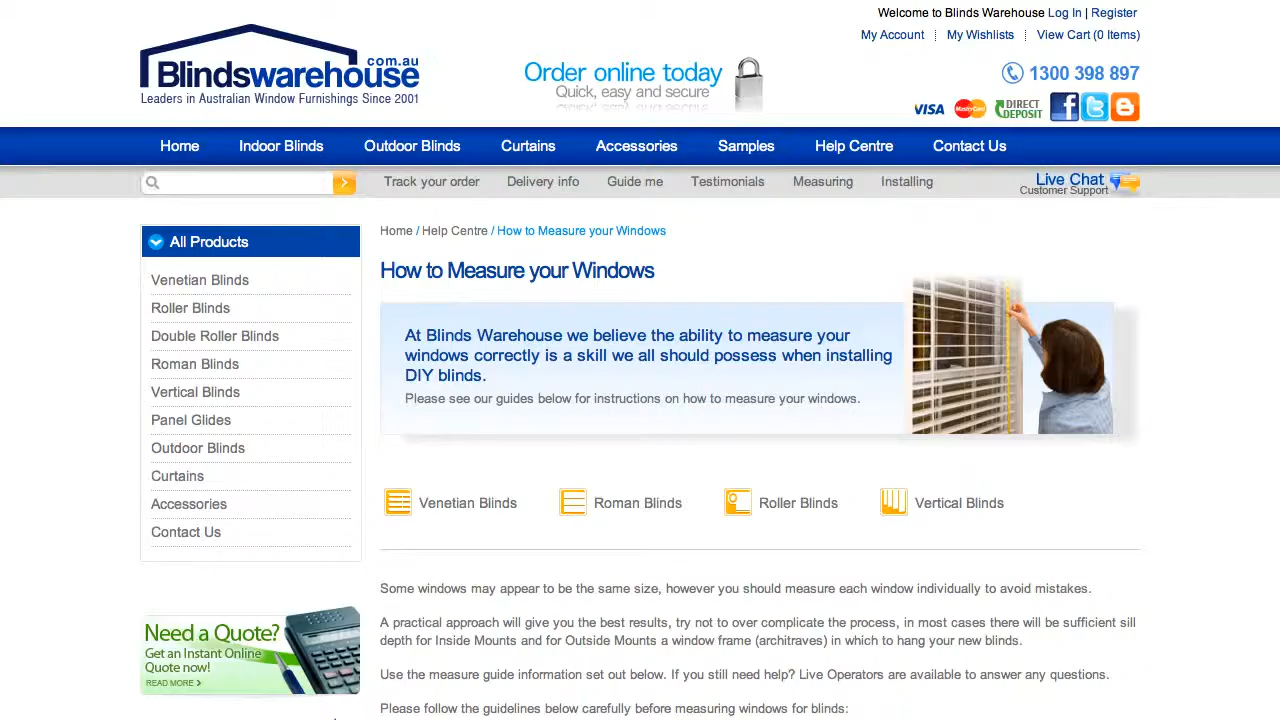 Welcome to Blinds Warehouse Log In | Register
My Account
My Wishlists
View Cart (0 Items)
Blindswarehouse.com.au
Leaders in Australian Window Furnishings Since 2001
Order online today
Quick, easy and secure
1300 398 897
VISA MasterCard DIRECT DEPOSIT
Home Indoor Blinds Outdoor Blinds Curtains Accessories Samples Help Centre Contact Us
Track your order Delivery info Guide me Testimonials Measuring Installing
Live Chat
Customer Support
All Products
Venetian Blinds
Roller Blinds
Double Roller Blinds
Roman Blinds
Vertical Blinds
Panel Glides
Outdoor Blinds
Curtains
Accessories
Contact Us
Need a Quote?
Get an Instant Online
Quote now!
READ MORE >
Home / Help Centre / How to Measure your Windows
How to Measure your Windows
At Blinds Warehouse we believe the ability to measure your
windows correctly is a skill we all should possess when installing
DIY blinds.
Please see our guides below for instructions on how to measure your windows.
Venetian Blinds Roman Blinds Roller Blinds Vertical Blinds
Some windows may appear to be the same size, however you should measure each window individually to avoid mistakes.
A practical approach will give you the best results, try not to over complicate the process, in most cases there will be sufficient sill
depth for Inside Mounts and for Outside Mounts a window frame (architraves) in which to hang your new blinds.
Use the measure guide information set out below. If you still need help? Live Operators are available to answer any questions.
Please follow the guidelines below carefully before measuring windows for blinds: